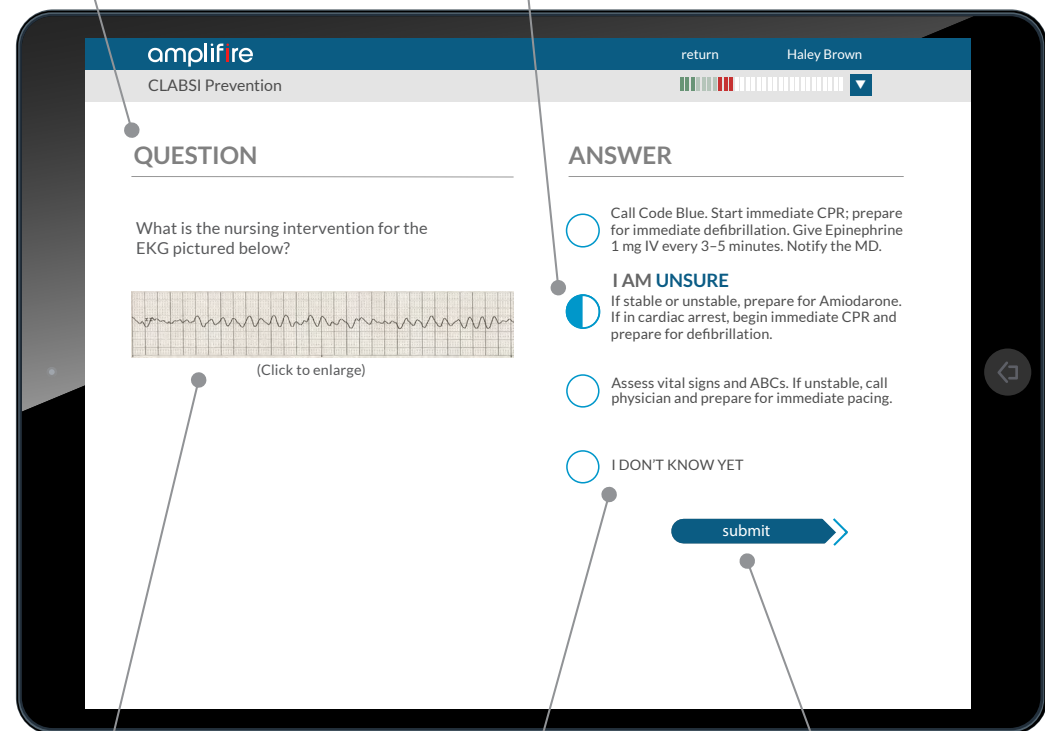 amplifire
return
Haley Brown
CLABSI Prevention
QUESTION
What is the nursing intervention for the
EKG pictured below?
(Click to enlarge)
ANSWER
Call Code Blue. Start immediate CPR; prepare
for immediate defibrillation. Give Epinephrine
1 mg IV every 3–5 minutes. Notify the MD.
I AM UNSURE
If stable or unstable, prepare for Amiodarone.
If in cardiac arrest, begin immediate CPR and
prepare for defibrillation.
Assess vital signs and ABCs. If unstable, call
physician and prepare for immediate pacing.
I DON'T KNOW YET
submit